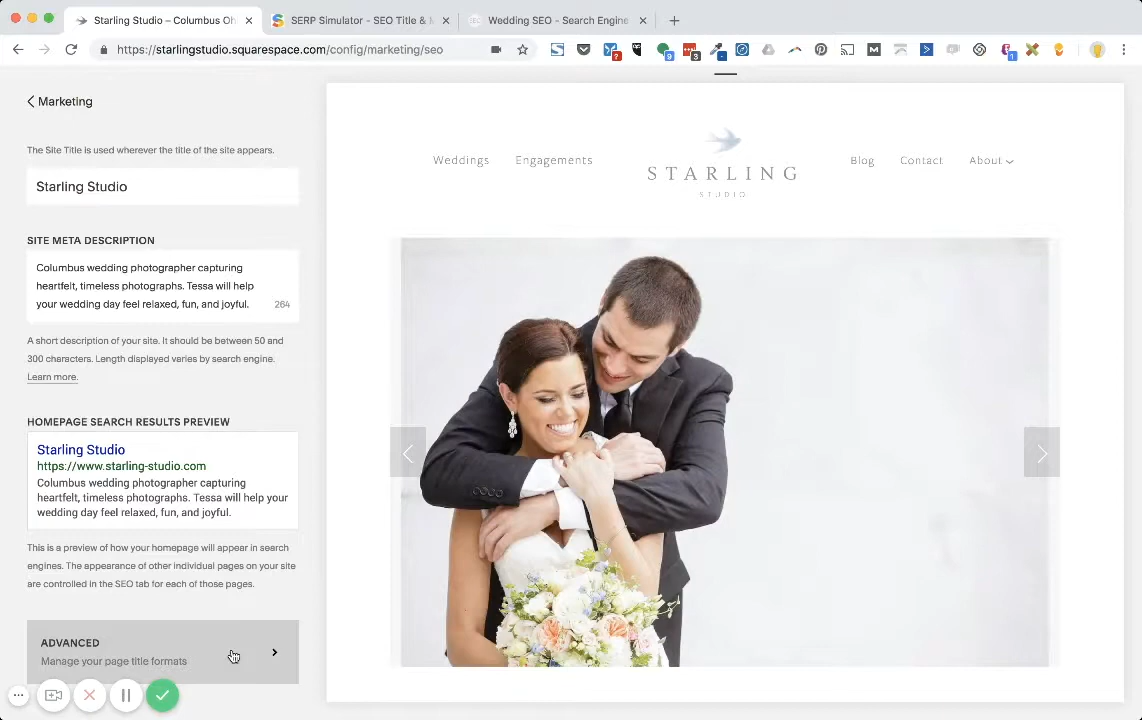 Starling Studio – Columbus Oh
SERP Simulator - SEO Title & M
Wedding SEO - Search Engine
https://starlingstudio.squarespace.com/config/marketing/seo
Marketing
The Site Title is used wherever the title of the site appears.
Starling Studio
SITE META DESCRIPTION
Columbus wedding photographer capturing
heartfelt, timeless photographs. Tessa will help
your wedding day feel relaxed, fun, and joyful.
264
A short description of your site. It should be between 50 and
300 characters. Length displayed varies by search engine.
Learn more.
HOMEPAGE SEARCH RESULTS PREVIEW
Starling Studio
https://www.starling-studio.com
Columbus wedding photographer capturing
heartfelt, timeless photographs. Tessa will help your
wedding day feel relaxed, fun, and joyful.
This is a preview of how your homepage will appear in search
engines. The appearance of other individual pages on your site
are controlled in the SEO tab for each of those pages.
ADVANCED
Manage your page title formats
Weddings
Engagements
STARLING
STUDIO
Blog
Contact
About